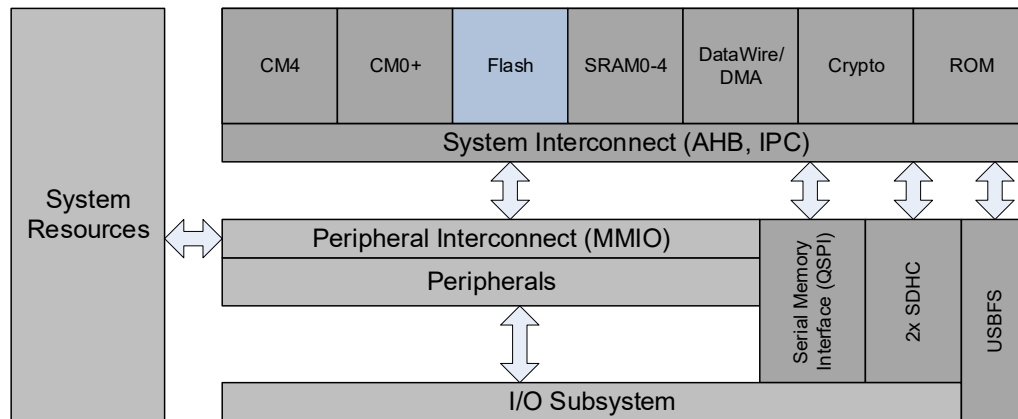 CM4
CM0+
Flash
SRAM0-4
DataWire/
DMA
Crypto
ROM
System Interconnect (AHB, IPC)
System
Resources
Peripheral Interconnect (MMIO)
Peripherals
Serial Memory
Interface (QSPI)
2x SDHC
USBFS
I/O Subsystem